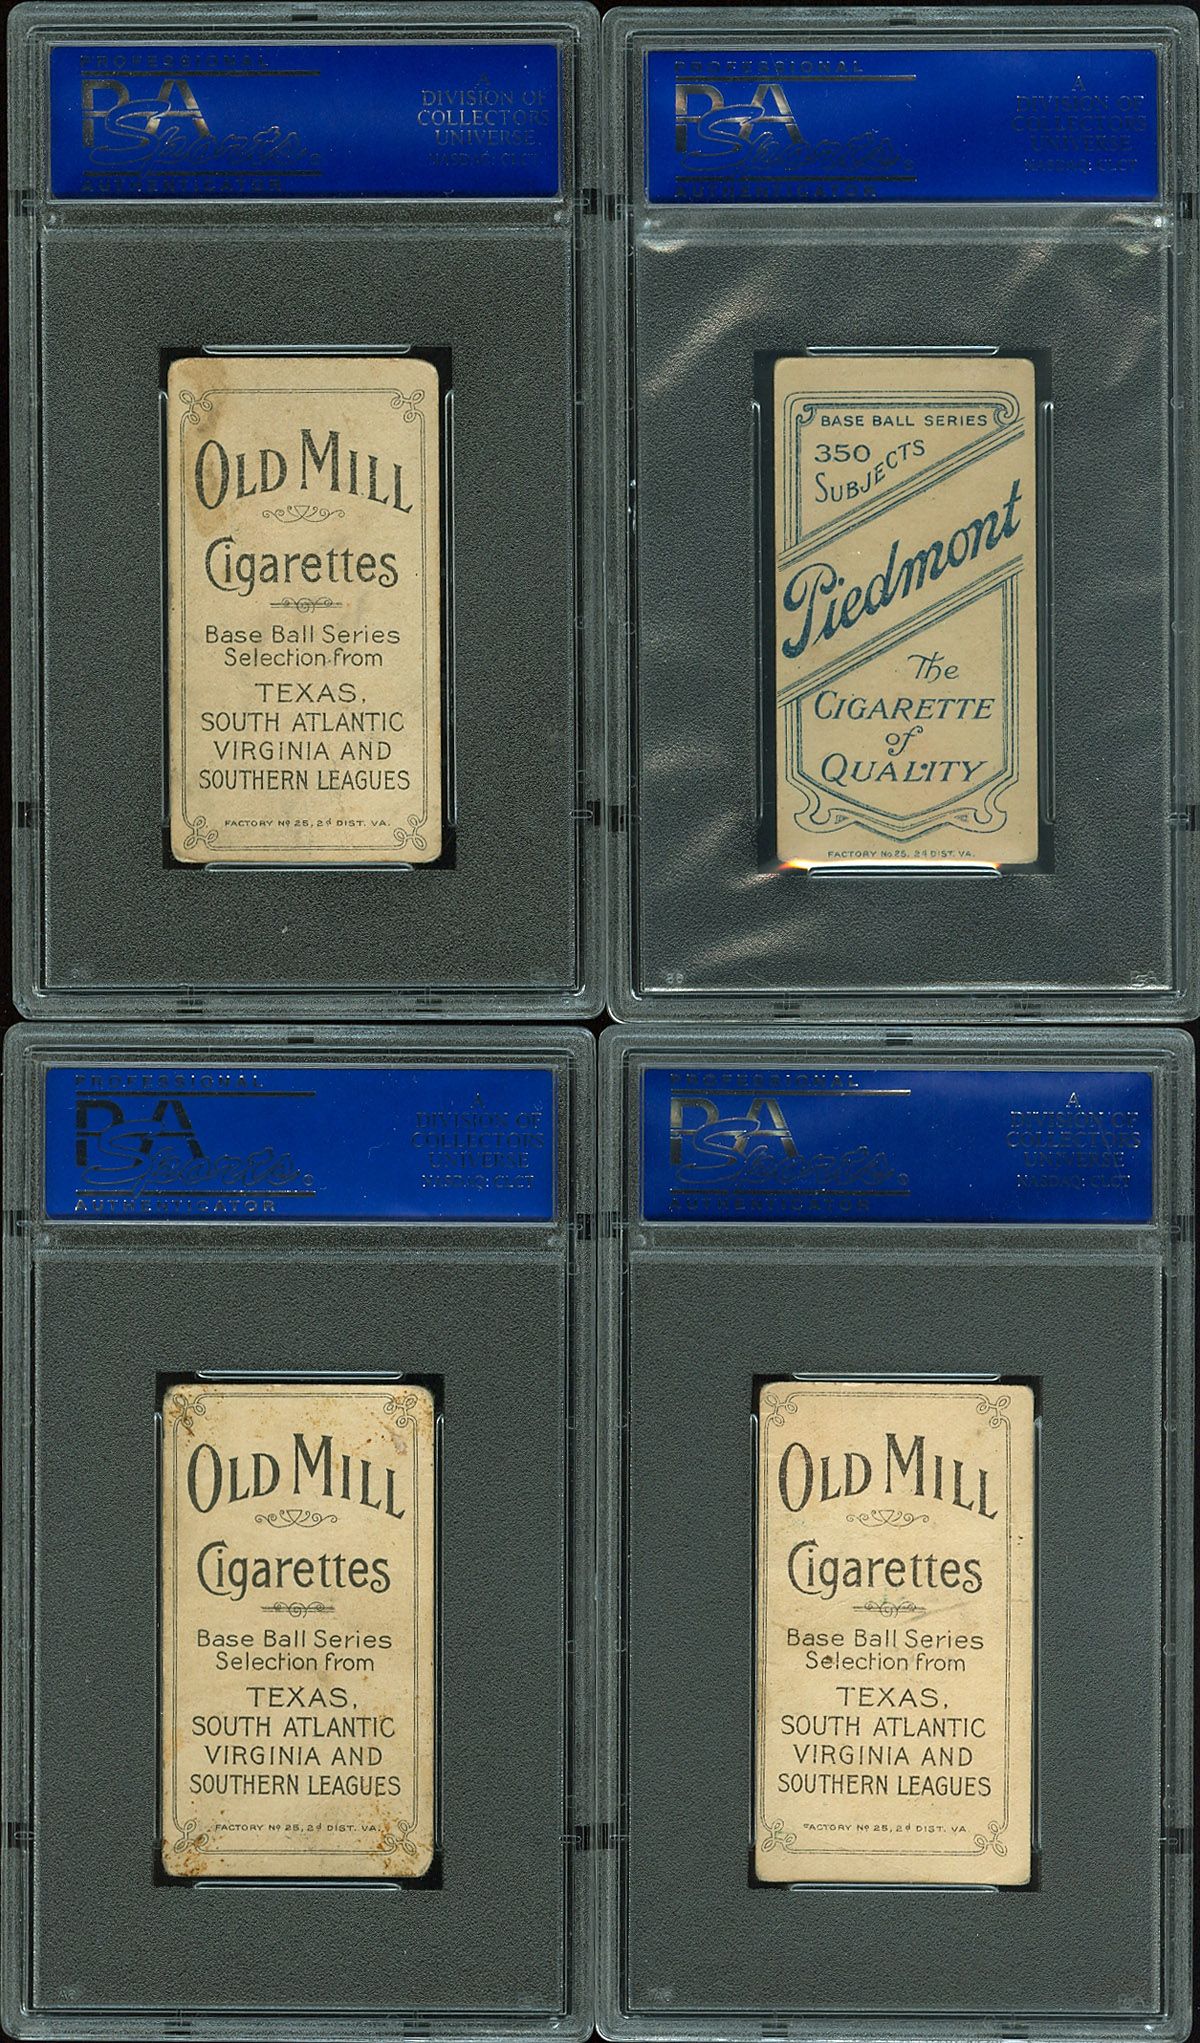 PROFESSIONAL
PSA
Sports
AUTHENTICATOR
A
DIVISION OF
COLLECTORS
UNIVERSE
NASDAQ: CLCT
OLD MILL
Cigarettes
Base Ball Series
Selection from
TEXAS,
SOUTH ATLANTIC
VIRGINIA AND
SOUTHERN LEAGUES
FACTORY No 25, 2d DIST. VA.
PROFESSIONAL
PSA
Sports
AUTHENTICATOR
A
DIVISION OF
COLLECTORS
UNIVERSE
NASDAQ: CLCT
BASE BALL SERIES
350
SUBJECTS
Piedmont
The
CIGARETTE
of
QUALITY
FACTORY No 25, 2d DIST. VA.
PROFESSIONAL
PSA
Sports
AUTHENTICATOR
A
DIVISION OF
COLLECTORS
UNIVERSE
NASDAQ: CLCT
OLD MILL
Cigarettes
Base Ball Series
Selection from
TEXAS,
SOUTH ATLANTIC
VIRGINIA AND
SOUTHERN LEAGUES
FACTORY No 25, 2d DIST. VA.
PROFESSIONAL
PSA
Sports
AUTHENTICATOR
A
DIVISION OF
COLLECTORS
UNIVERSE
NASDAQ: CLCT
OLD MILL
Cigarettes
Base Ball Series
Selection from
TEXAS,
SOUTH ATLANTIC
VIRGINIA AND
SOUTHERN LEAGUES
FACTORY No 25, 2d DIST. VA